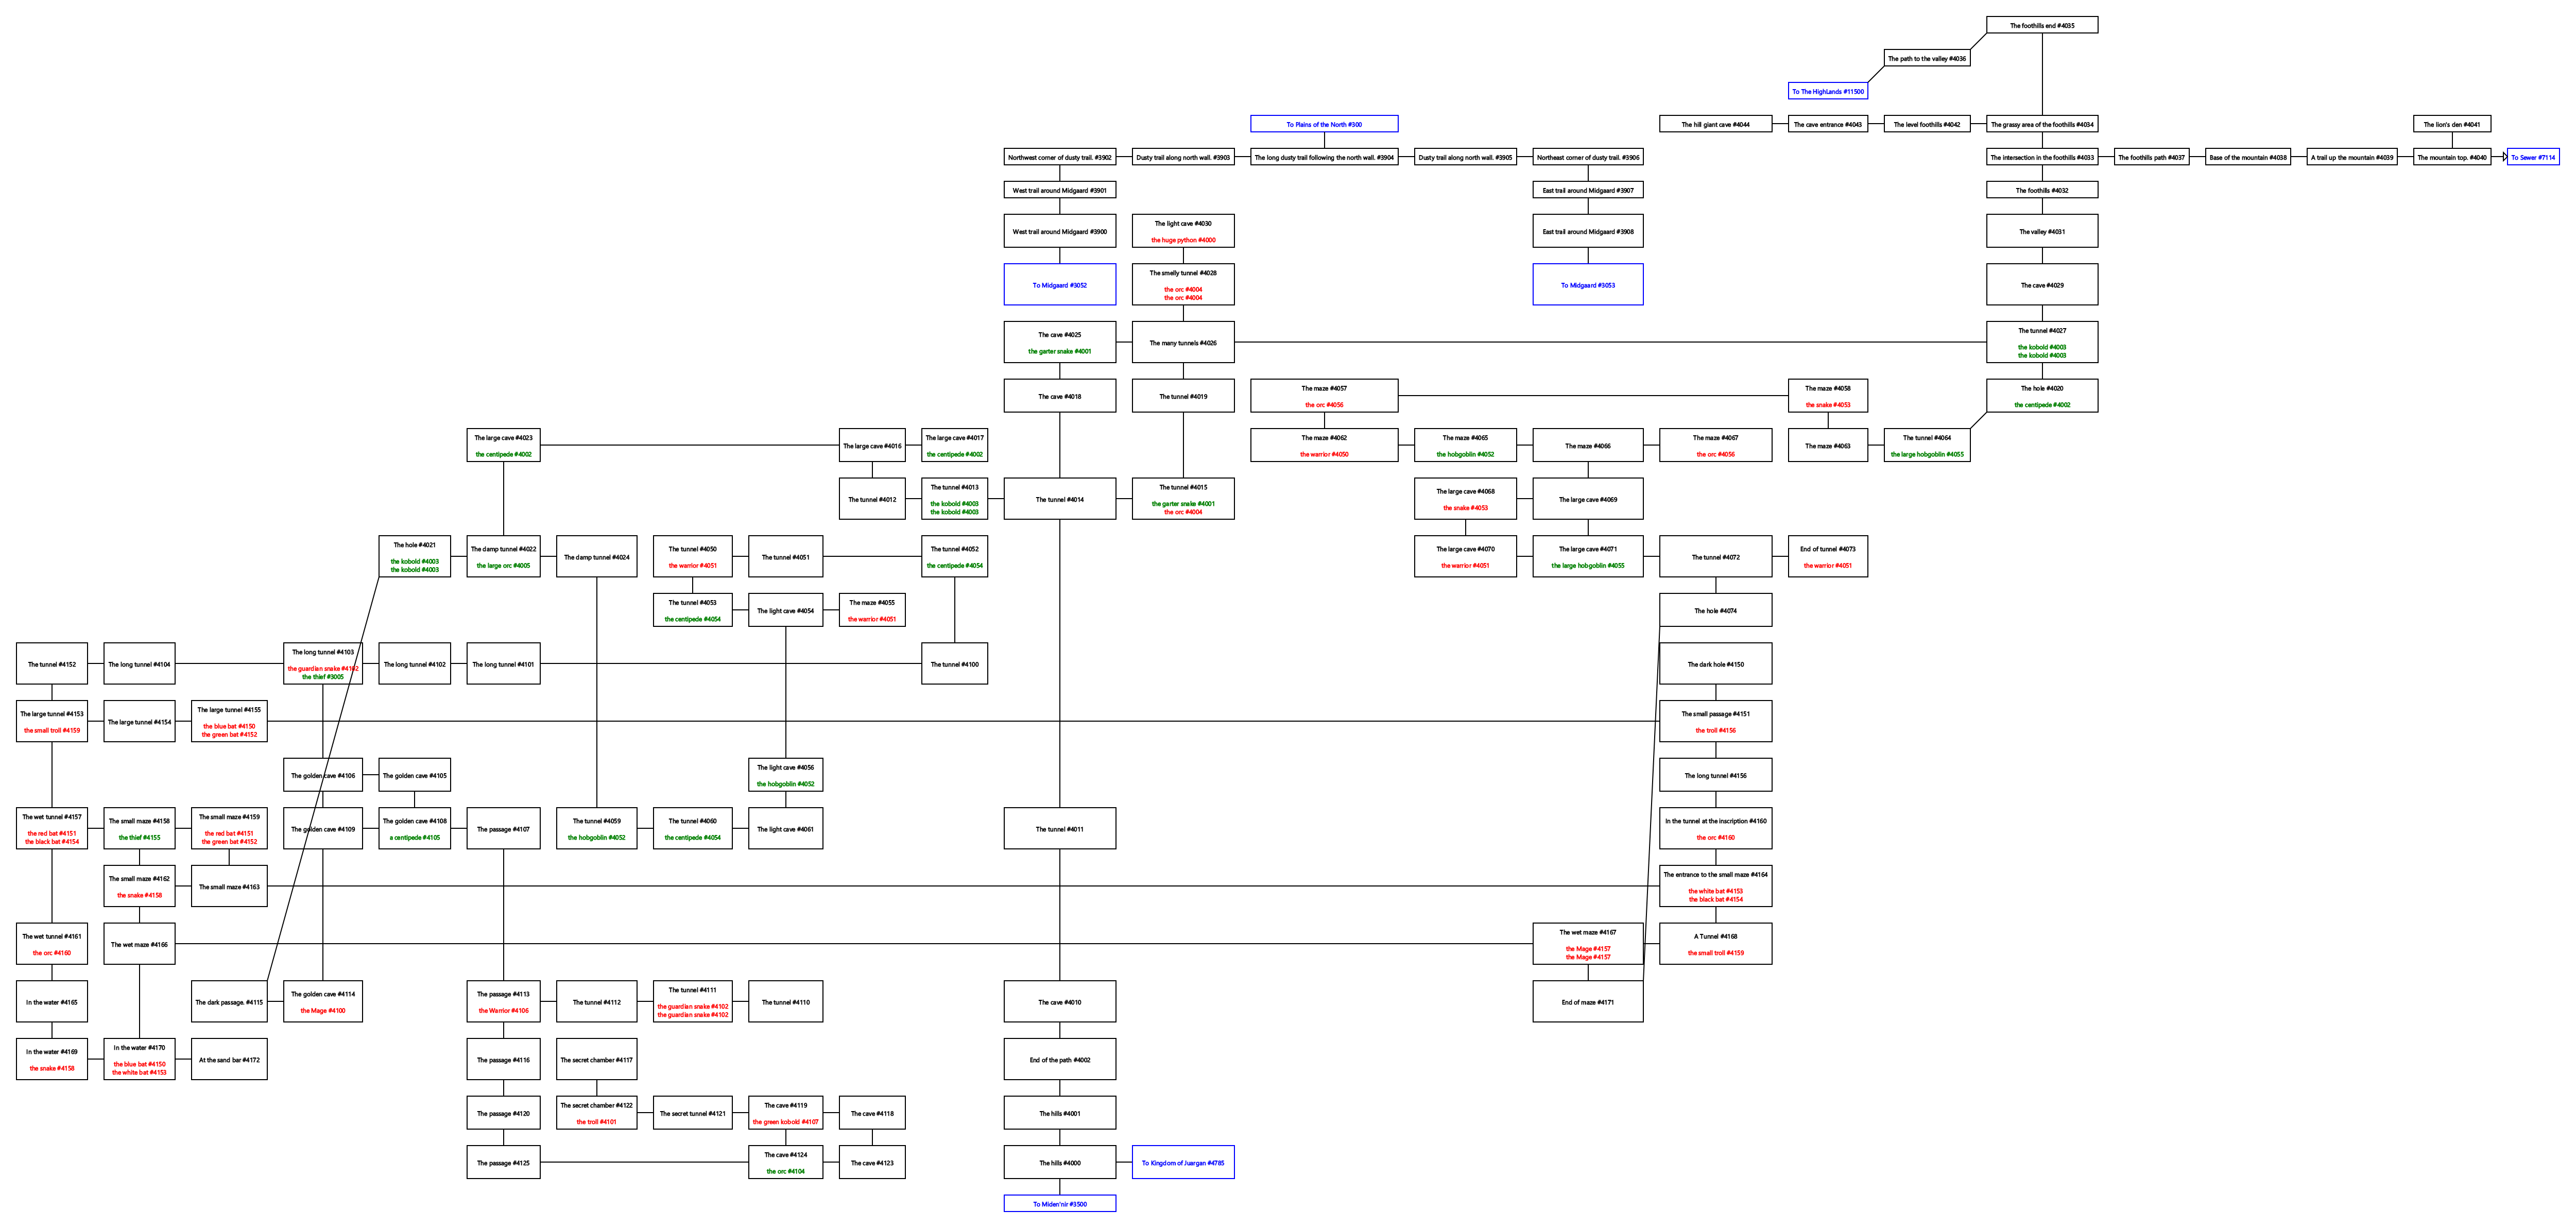 The foothills end #4035
The path to the valley #4036
To The HighLands #11500
To Plains of the North #300
The hill giant cave #4044
The cave entrance #4043
The level foothills #4042
The grassy area of the foothills #4034
The lion's den #4041
Northwest corner of dusty trail. #3902
Dusty trail along north wall. #3903
The long dusty trail following the north wall. #3904
Dusty trail along north wall. #3905
Northeast corner of dusty trail. #3906
The intersection in the foothills #4033
The foothills path #4037
Base of the mountain #4038
A trail up the mountain #4039
The mountain top. #4040
To Sewer #7114
West trail around Midgaard #3901
East trail around Midgaard #3907
The foothills #4032
West trail around Midgaard #3900
The light cave #4030
the huge python #4000
East trail around Midgaard #3908
The valley #4031
To Midgaard #3052
The smelly tunnel #4028
the orc #4004
the orc #4004
To Midgaard #3053
The cave #4029
The cave #4025
the garter snake #4001
The many tunnels #4026
The tunnel #4027
the kobold #4003
the kobold #4003
The cave #4018
The tunnel #4019
The maze #4057
the orc #4056
The maze #4058
the snake #4053
The hole #4020
the centipede #4002
The large cave #4023
the centipede #4002
The large cave #4016
The large cave #4017
the centipede #4002
The maze #4062
the warrior #4050
The maze #4065
the hobgoblin #4052
The maze #4066
The maze #4067
the orc #4056
The maze #4063
The tunnel #4064
the large hobgoblin #4055
The tunnel #4012
The tunnel #4013
the kobold #4003
the kobold #4003
The tunnel #4014
The tunnel #4015
the garter snake #4001
the orc #4004
The large cave #4068
the snake #4053
The large cave #4069
The hole #4021
the kobold #4003
the kobold #4003
The damp tunnel #4022
the large orc #4005
The damp tunnel #4024
The tunnel #4050
the warrior #4051
The tunnel #4051
The tunnel #4052
the centipede #4054
The large cave #4070
the warrior #4051
The large cave #4071
the large hobgoblin #4055
The tunnel #4072
End of tunnel #4073
the warrior #4051
The tunnel #4053
the centipede #4054
The light cave #4054
The maze #4055
the warrior #4051
The hole #4074
The tunnel #4152
The long tunnel #4104
The long tunnel #4103
the guardian snake #4102
the thief #3005
The long tunnel #4102
The long tunnel #4101
The tunnel #4100
The dark hole #4150
The large tunnel #4153
the small troll #4159
The large tunnel #4154
The large tunnel #4155
the blue bat #4150
the green bat #4152
The small passage #4151
the troll #4156
The golden cave #4106
The golden cave #4105
The light cave #4056
the hobgoblin #4052
The long tunnel #4156
The wet tunnel #4157
the red bat #4151
the black bat #4154
The small maze #4158
the thief #4155
The small maze #4159
the red bat #4151
the green bat #4152
The golden cave #4109
The golden cave #4108
a centipede #4105
The passage #4107
The tunnel #4059
the hobgoblin #4052
The tunnel #4060
the centipede #4054
The light cave #4061
The tunnel #4011
In the tunnel at the inscription #4160
the orc #4160
The small maze #4162
the snake #4158
The small maze #4163
The entrance to the small maze #4164
the white bat #4153
the black bat #4154
The wet tunnel #4161
the orc #4160
The wet maze #4166
The wet maze #4167
the Mage #4157
the Mage #4157
A Tunnel #4168
the small troll #4159
In the water #4165
The dark passage. #4115
The golden cave #4114
the Mage #4100
The passage #4113
the Warrior #4106
The tunnel #4112
The tunnel #4111
the guardian snake #4102
the guardian snake #4102
The tunnel #4110
The cave #4010
End of maze #4171
In the water #4169
the snake #4158
In the water #4170
the blue bat #4150
the white bat #4153
At the sand bar #4172
The passage #4116
The secret chamber #4117
End of the path #4002
The passage #4120
The secret chamber #4122
the troll #4101
The secret tunnel #4121
The cave #4119
the green kobold #4107
The cave #4118
The hills #4001
The passage #4125
The cave #4124
the orc #4104
The cave #4123
The hills #4000
To Kingdom of Juargan #4785
To Miden'nir #3500